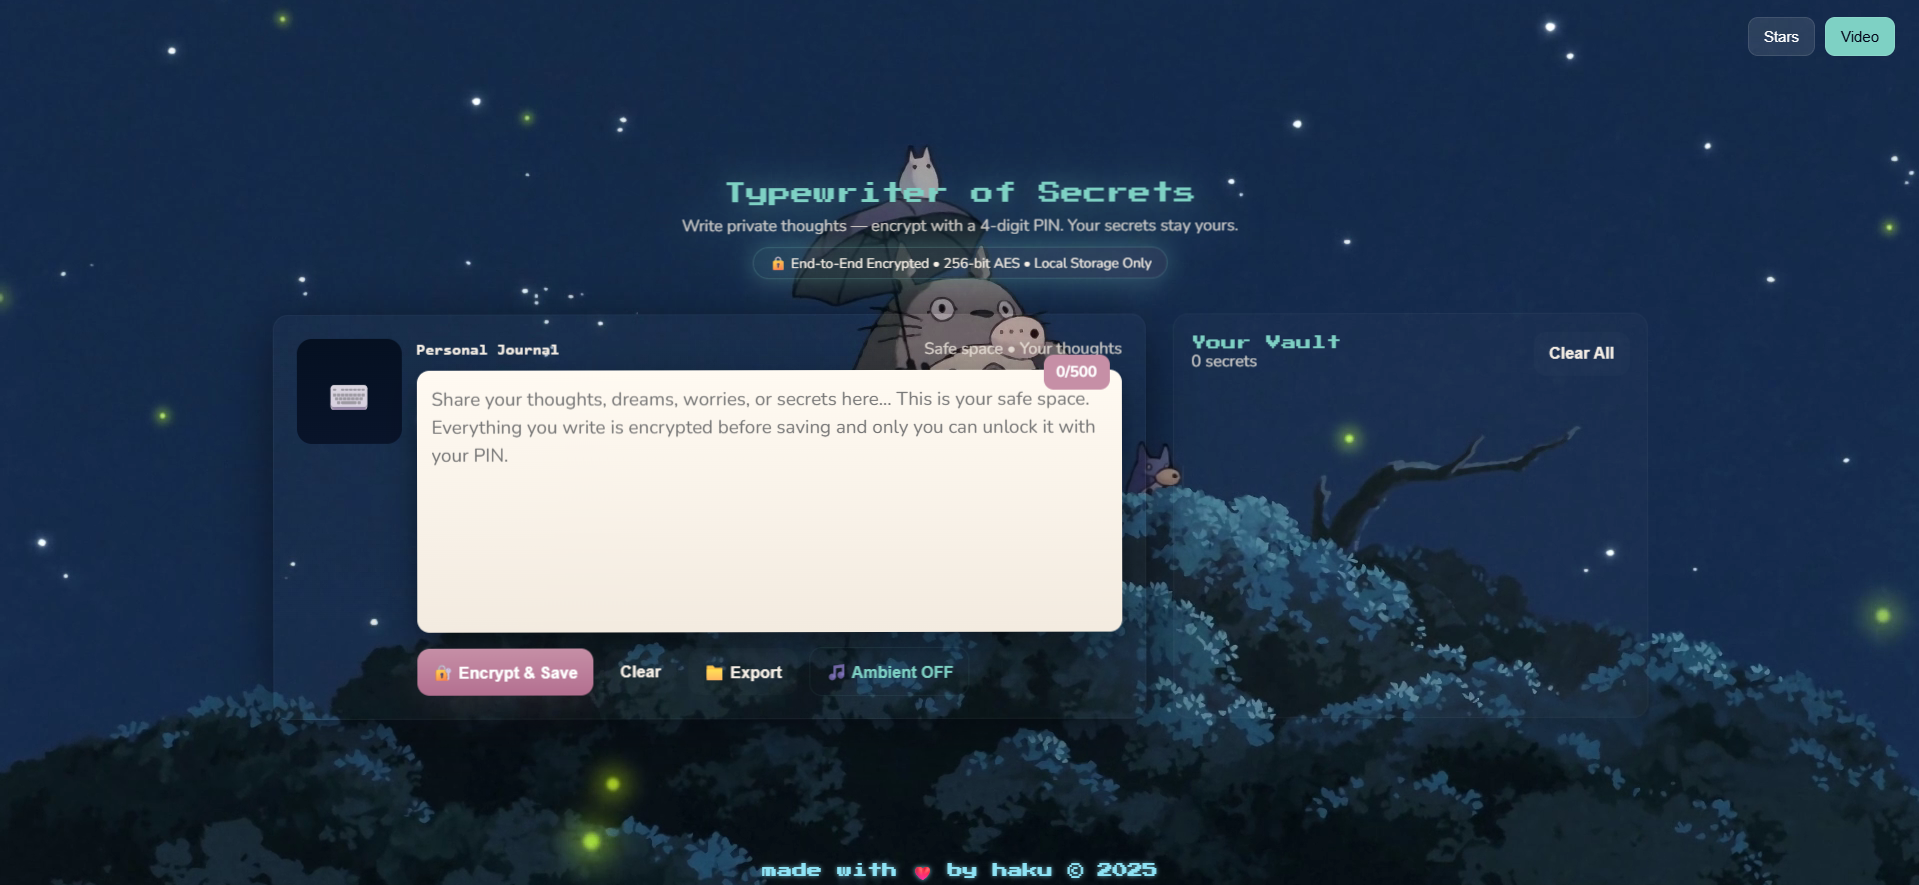 Stars
Video
Typewriter of Secrets
Write private thoughts — encrypt with a 4-digit PIN. Your secrets stay yours.
🔒 End-to-End Encrypted • 256-bit AES • Local Storage Only
Personal Journal
Safe space • Your thoughts
0/500
Share your thoughts, dreams, worries, or secrets here... This is your safe space.
Everything you write is encrypted before saving and only you can unlock it with
your PIN.
🔐 Encrypt & Save
Clear
📁 Export
🎵 Ambient OFF
Your Vault
0 secrets
Clear All
made with ❤️ by haku © 2025